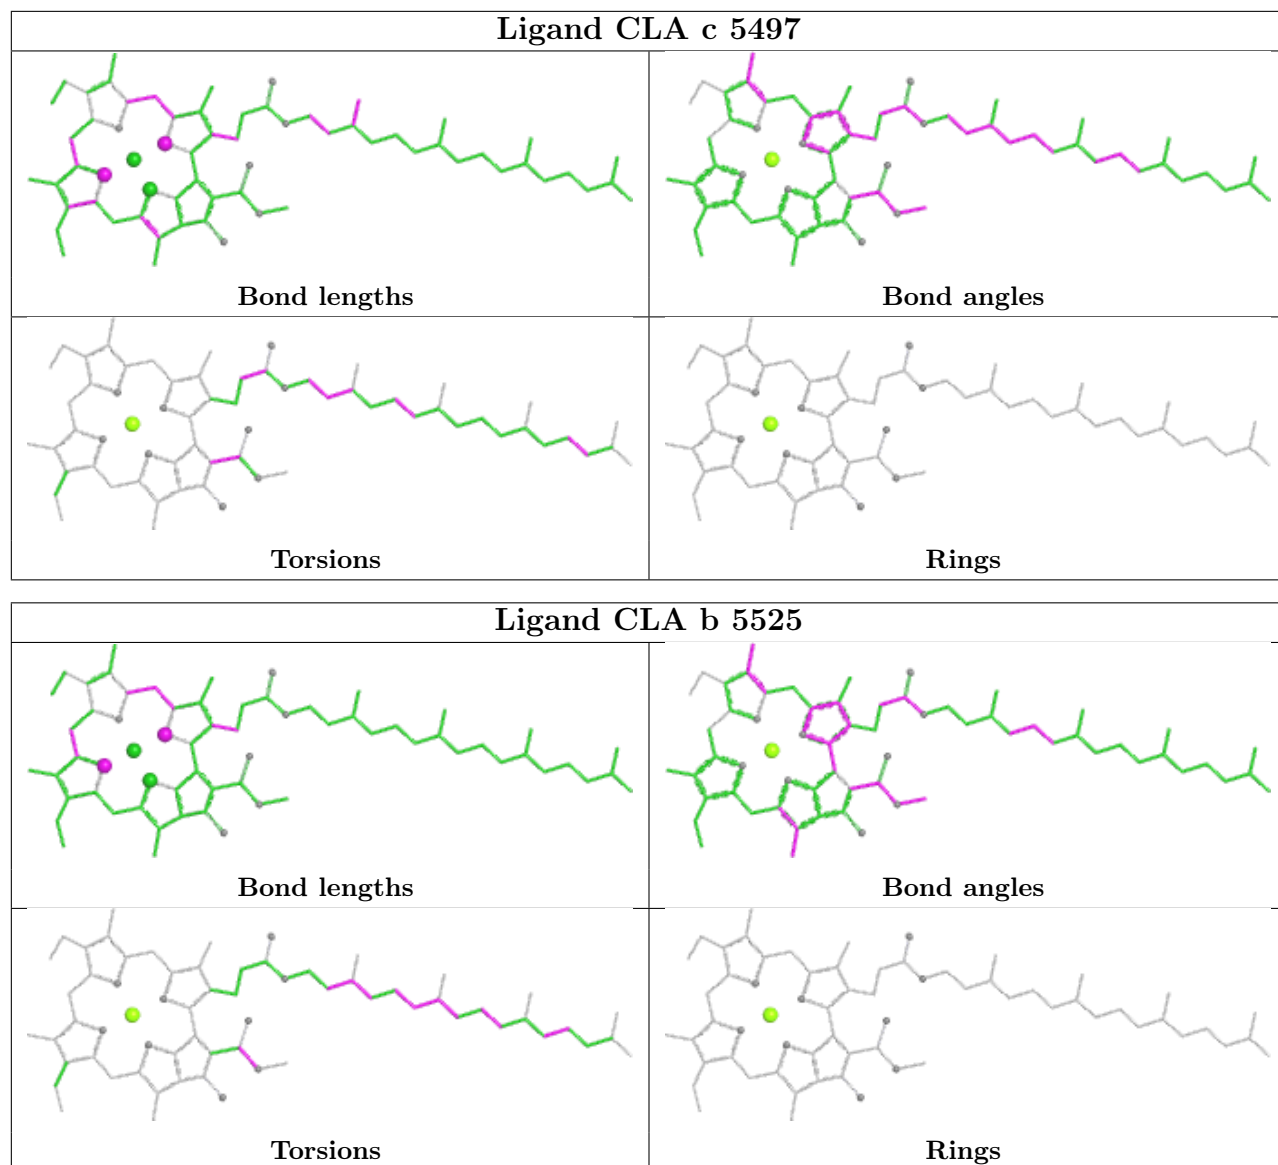 Ligand CLA c 5497
Bond lengths
Bond angles
Torsions
Rings
Ligand CLA b 5525
Bond lengths
Bond angles
Torsions
Rings